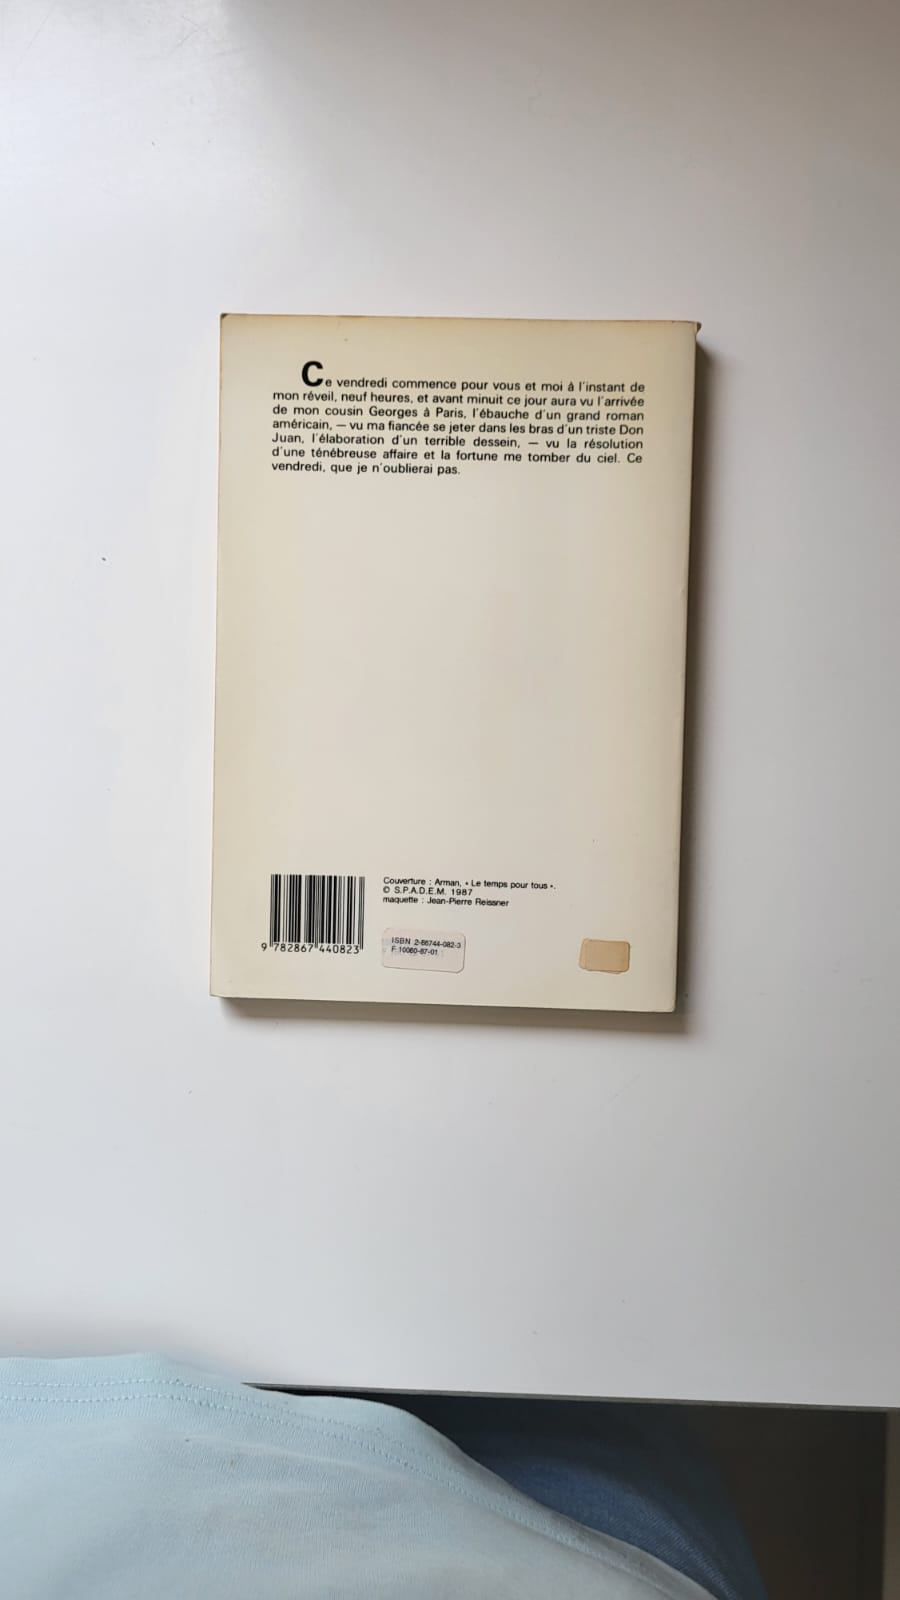 Ce vendredi commence pour vous et moi à l'instant de
mon réveil, neuf heures, et avant minuit ce jour aura vu l'arrivée
de mon cousin Georges à Paris, l'ébauche d'un grand roman
américain, — vu ma fiancée se jeter dans les bras d'un triste Don
Juan, l'élaboration d'un terrible dessein, — vu la résolution
d'une ténébreuse affaire et la fortune me tomber du ciel. Ce
vendredi, que je n'oublierai pas.
Couverture : Arman, « Le temps pour tous ».
© S.P.A.D.E.M. 1987
maquette : Jean-Pierre Reissner
ISBN 2-86744-082-3
F 10060-87-01
9 782867 440823